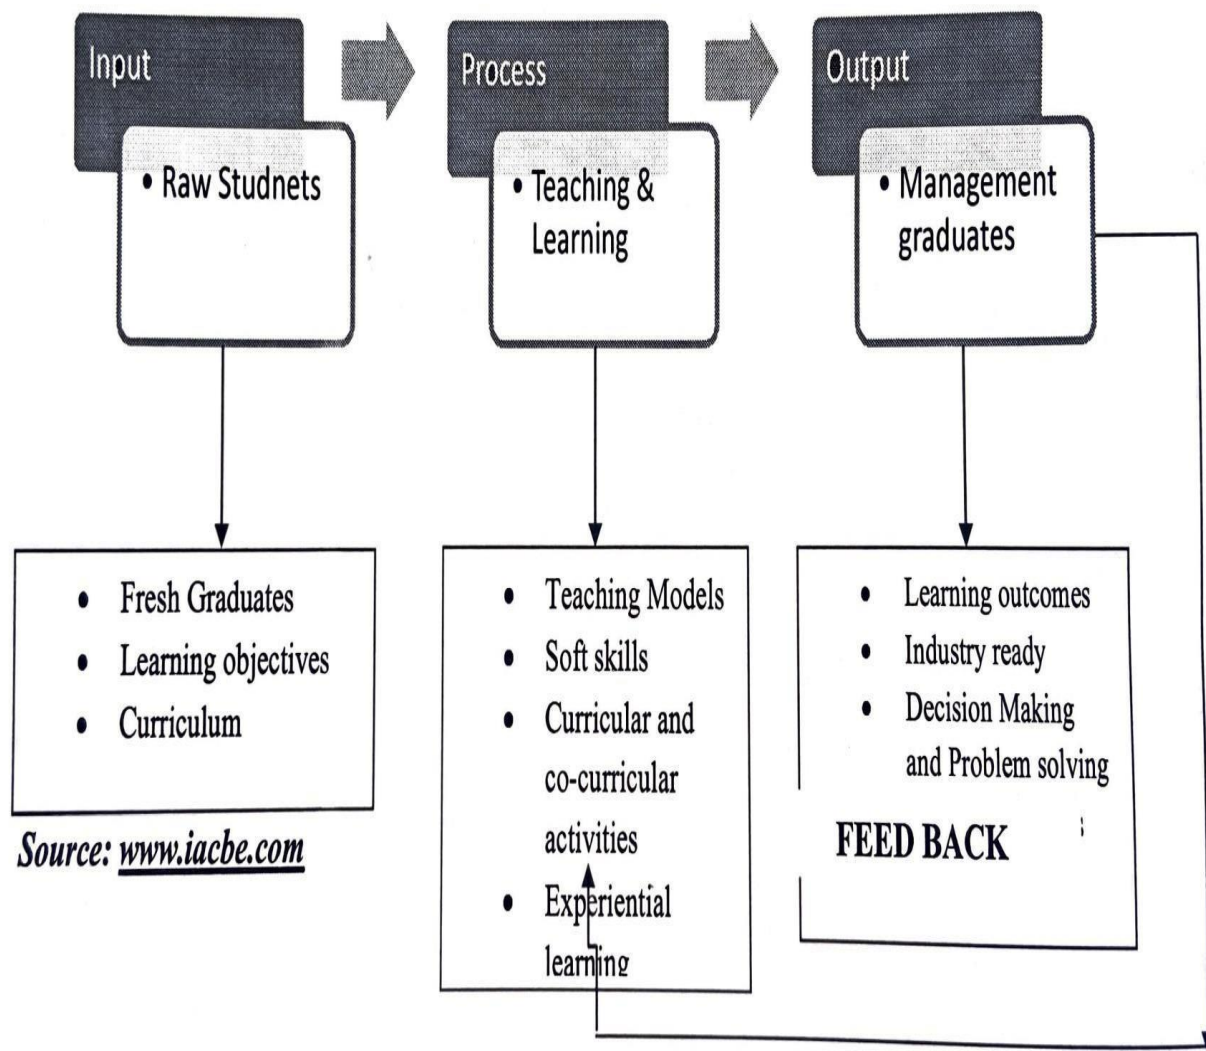 Input
• Raw Studnets
Process
• Teaching &
Learning
Output
• Management
graduates
• Fresh Graduates
• Learning objectives
• Curriculum
Source: www.iacbe.com
• Teaching Models
• Soft skills
• Curricular and
co-curricular
activities
• Experiential
learning
• Learning outcomes
• Industry ready
• Decision Making
and Problem solving
FEED BACK